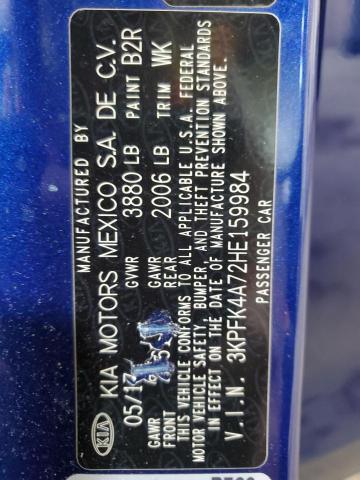 MANUFACTURED BY
KIA KIA MOTORS MEXICO S.A. DE C.V.
05/17 GVWR 3880 LB PAINT B2R
GAWR FRONT GAWR REAR 2006 LB TRIM WK
THIS VEHICLE CONFORMS TO ALL APPLICABLE U.S.A. FEDERAL
MOTOR VEHICLE SAFETY, BUMPER, AND THEFT PREVENTION STANDARDS
IN EFFECT ON THE DATE OF MANUFACTURE SHOWN ABOVE.
V.I.N. 3KPFK4A72HE159984
PASSENGER CAR